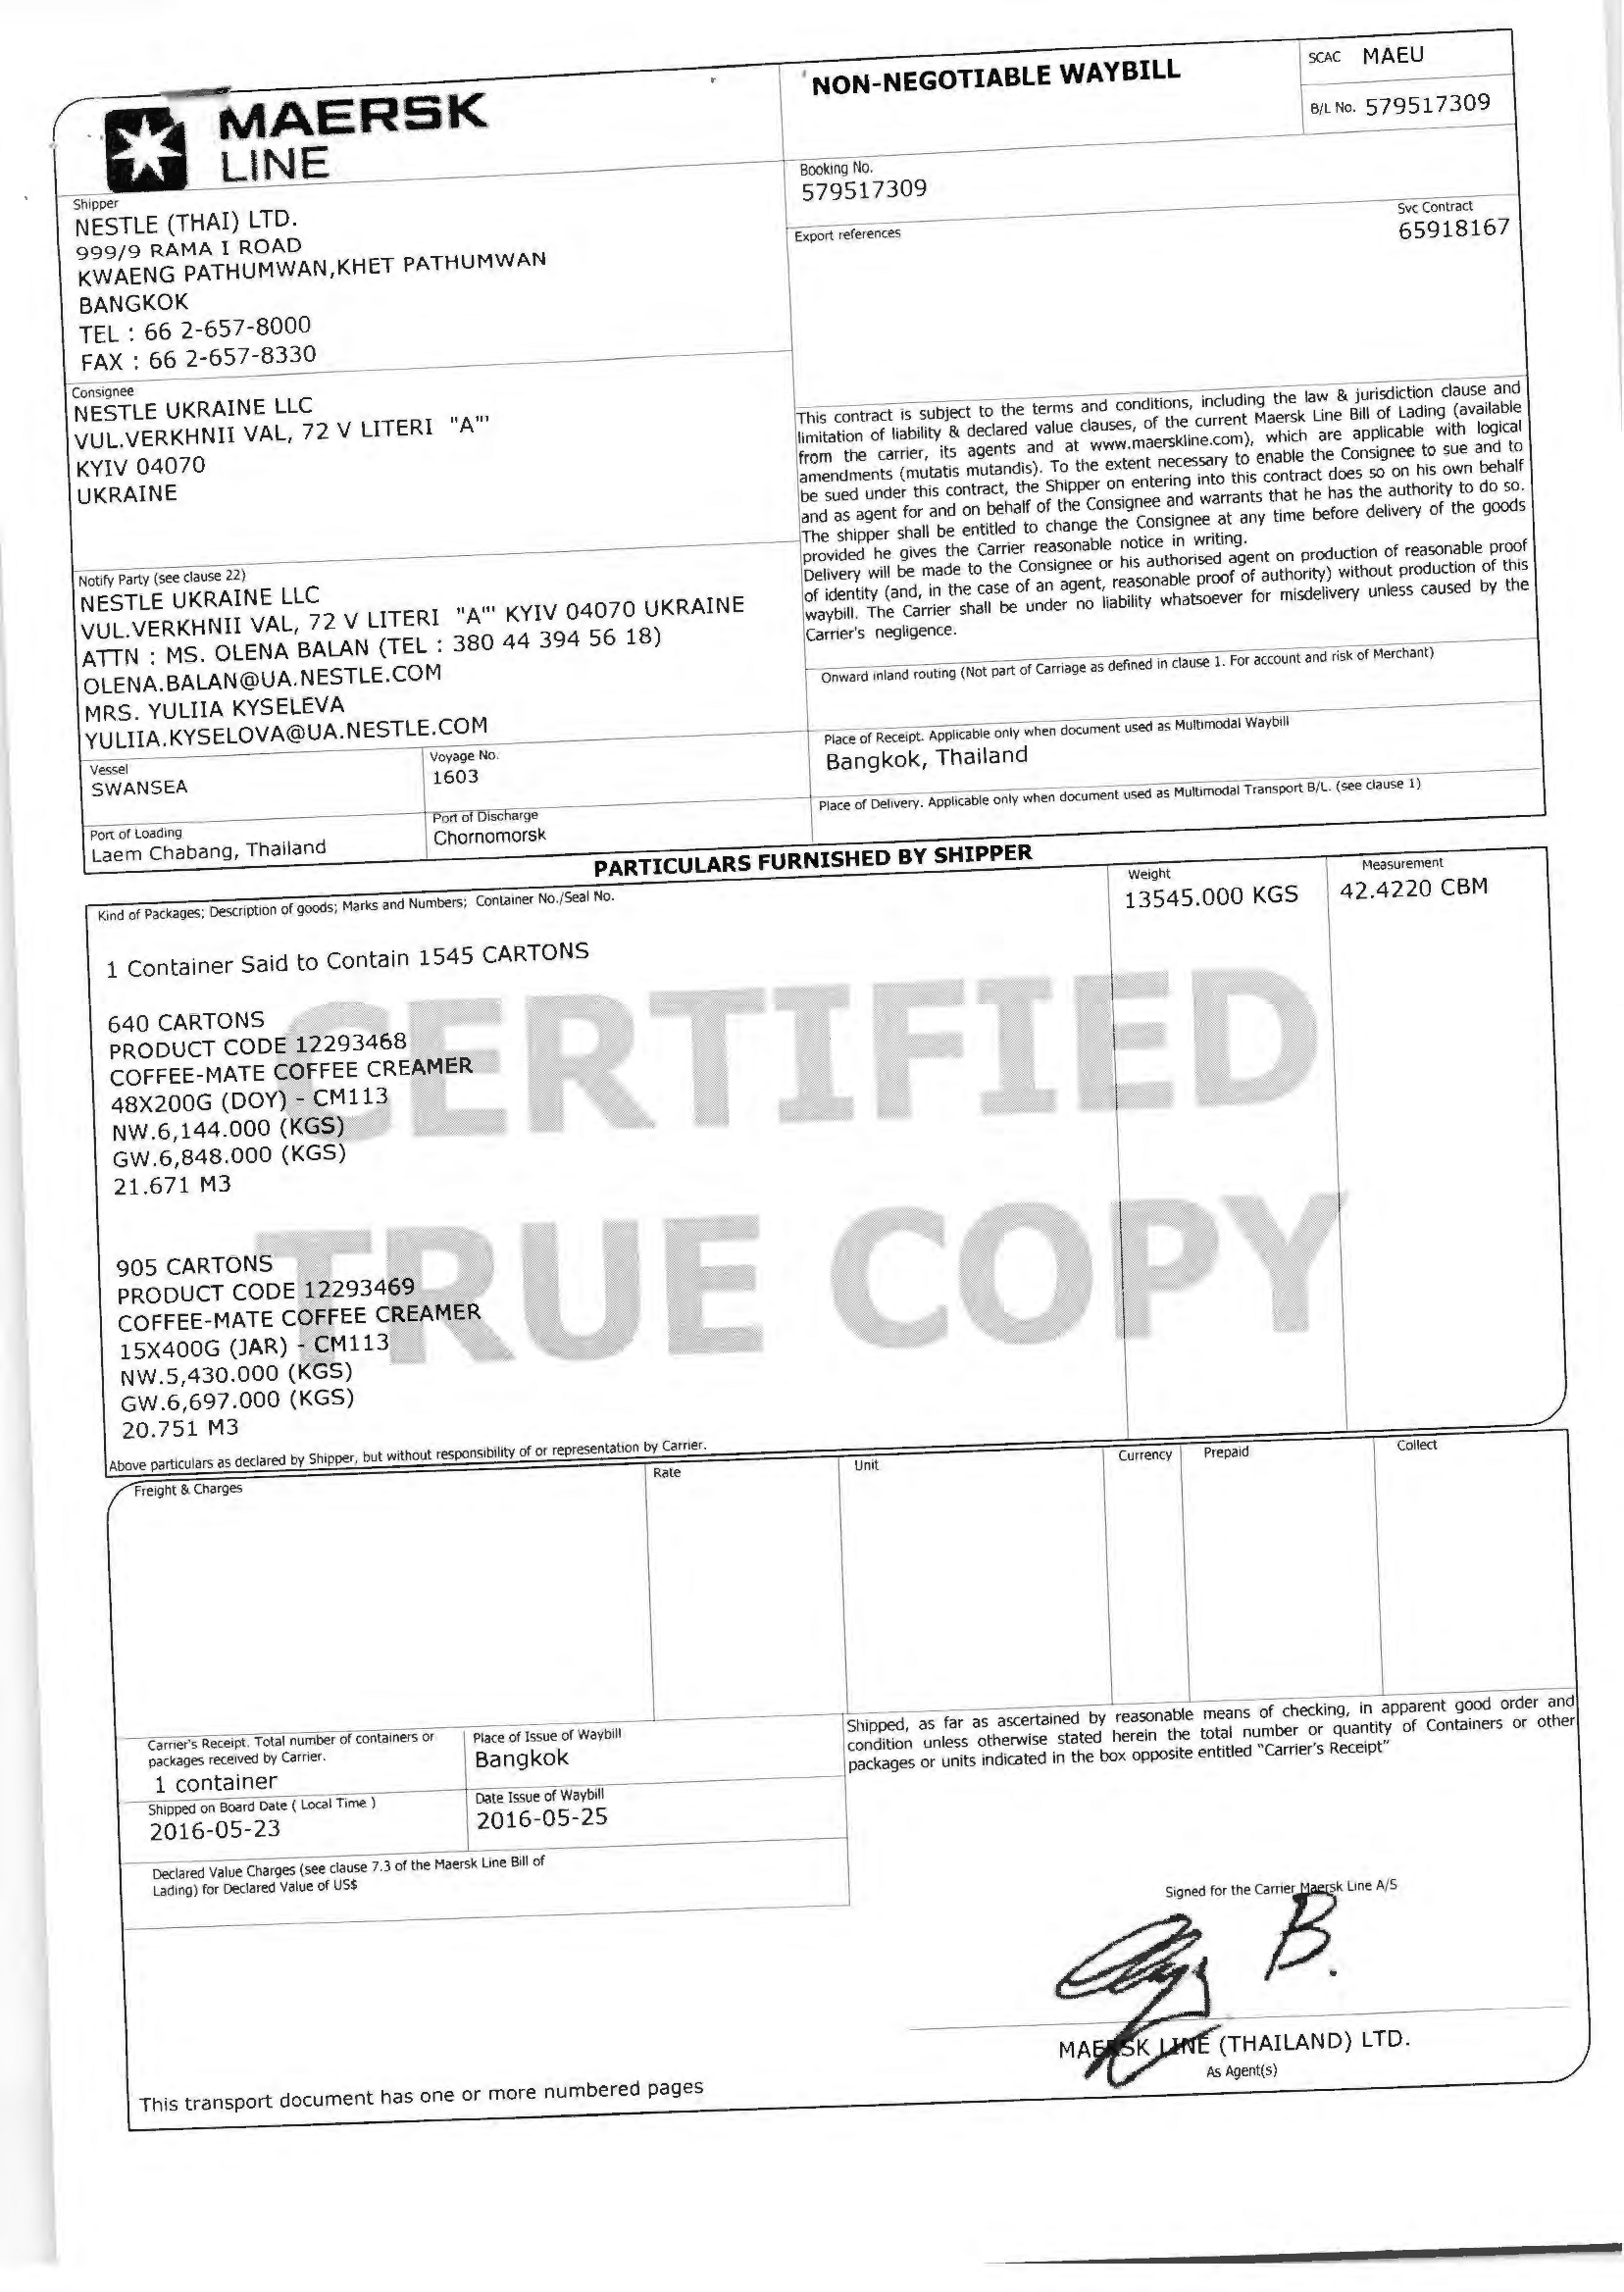 MAERSK
LINE
NON-NEGOTIABLE WAYBILL
SCAC MAEU
B/L No. 579517309
Booking No.
579517309
Export references
Svc Contract
65918167
Shipper
NESTLE (THAI) LTD.
999/9 RAMA I ROAD
KWAENG PATHUMWAN,KHET PATHUMWAN
BANGKOK
TEL : 66 2-657-8000
FAX : 66 2-657-8330
Consignee
NESTLE UKRAINE LLC
VUL.VERKHNII VAL, 72 V LITERI "A"'
KYIV 04070
UKRAINE
This contract is subject to the terms and conditions, including the law & jurisdiction clause and
limitation of liability & declared value clauses, of the current Maersk Line Bill of Lading (available
from the carrier, its agents and at www.maerskline.com), which are applicable with logical
amendments (mutatis mutandis). To the extent necessary to enable the Consignee to sue and to
be sued under this contract, the Shipper on entering into this contract does so on his own behalf
and as agent for and on behalf of the Consignee and warrants that he has the authority to do so.
The shipper shall be entitled to change the Consignee at any time before delivery of the goods
provided he gives the Carrier reasonable notice in writing.
Delivery will be made to the Consignee or his authorised agent on production of reasonable proof
of identity (and, in the case of an agent, reasonable proof of authority) without production of this
waybill. The Carrier shall be under no liability whatsoever for misdelivery unless caused by the
Carrier's negligence.
Notify Party (see clause 22)
NESTLE UKRAINE LLC
VUL.VERKHNII VAL, 72 V LITERI "A"' KYIV 04070 UKRAINE
ATTN : MS. OLENA BALAN (TEL : 380 44 394 56 18)
OLENA.BALAN@UA.NESTLE.COM
MRS. YULIIA KYSELEVA
YULIIA.KYSELOVA@UA.NESTLE.COM
Onward inland routing (Not part of Carriage as defined in clause 1. For account and risk of Merchant)
Vessel
SWANSEA
Voyage No.
1603
Place of Receipt. Applicable only when document used as Multimodal Waybill
Bangkok, Thailand
Port of Loading
Laem Chabang, Thailand
Port of Discharge
Chornomorsk
Place of Delivery. Applicable only when document used as Multimodal Transport B/L. (see clause 1)
PARTICULARS FURNISHED BY SHIPPER
Kind of Packages; Description of goods; Marks and Numbers; Container No./Seal No.
Weight
13545.000 KGS
Measurement
42.4220 CBM
1 Container Said to Contain 1545 CARTONS
CERTIFIED
TRUE COPY
640 CARTONS
PRODUCT CODE 12293468
COFFEE-MATE COFFEE CREAMER
48X200G (DOY) - CM113
NW.6,144.000 (KGS)
GW.6,848.000 (KGS)
21.671 M3
905 CARTONS
PRODUCT CODE 12293469
COFFEE-MATE COFFEE CREAMER
15X400G (JAR) - CM113
NW.5,430.000 (KGS)
GW.6,697.000 (KGS)
20.751 M3
Above particulars as declared by Shipper, but without responsibility of or representation by Carrier.
Freight & Charges
Rate
Unit
Currency
Prepaid
Collect
Carrier's Receipt. Total number of containers or
packages received by Carrier.
1 container
Place of Issue of Waybill
Bangkok
Shipped on Board Date ( Local Time )
2016-05-23
Date Issue of Waybill
2016-05-25
Shipped, as far as ascertained by reasonable means of checking, in apparent good order and
condition unless otherwise stated herein the total number or quantity of Containers or other
packages or units indicated in the box opposite entitled "Carrier's Receipt"
Declared Value Charges (see clause 7.3 of the Maersk Line Bill of
Lading) for Declared Value of US$
Signed for the Carrier Maersk Line A/S
B.
MAERSK LINE (THAILAND) LTD.
As Agent(s)
This transport document has one or more numbered pages